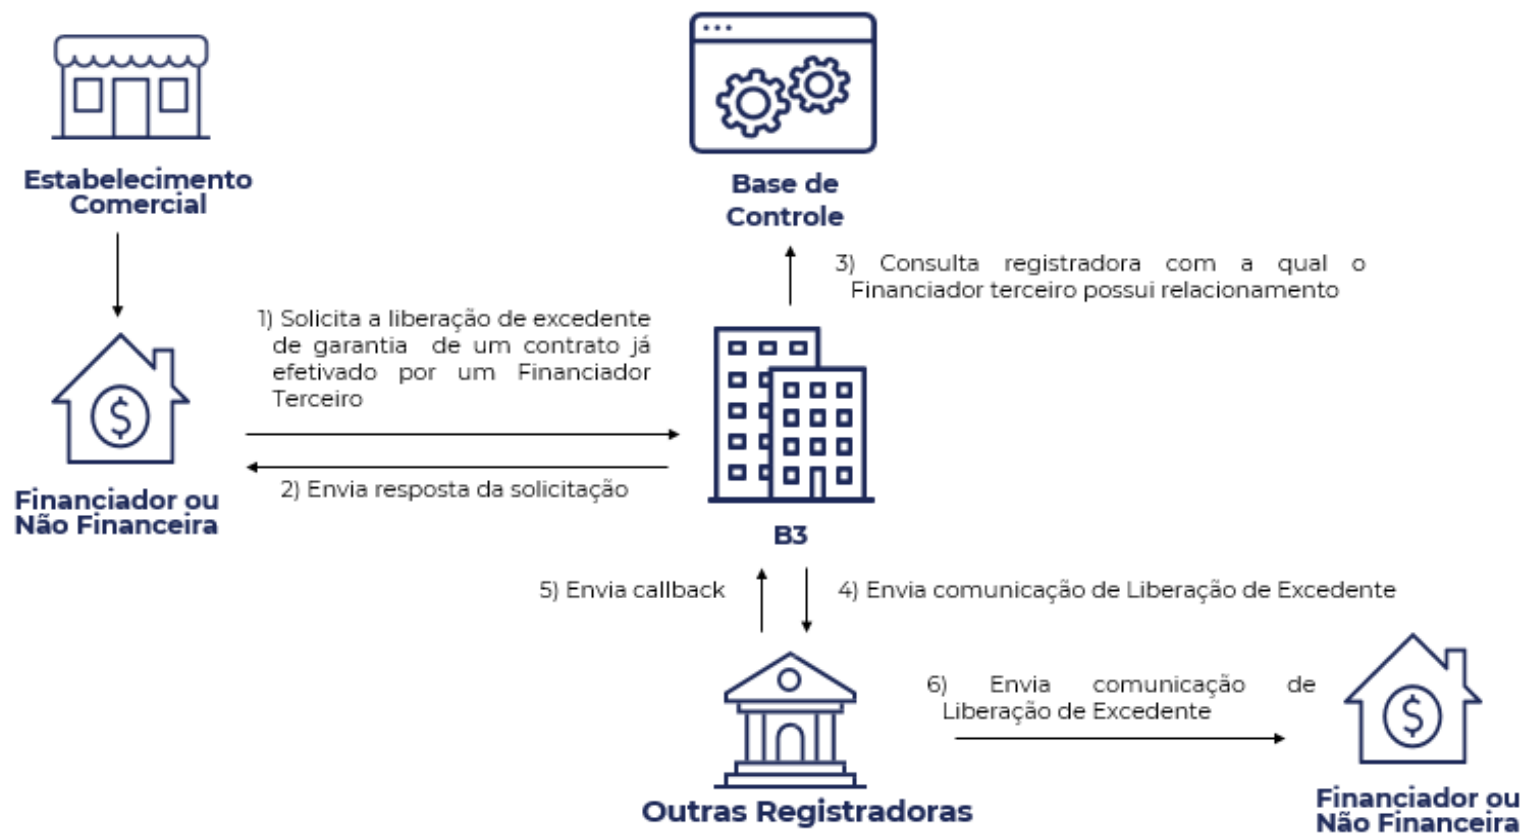 Estabelecimento
Comercial
Base de
Controle
3) Consulta registradora com a qual o
Financiador terceiro possui relacionamento
1) Solicita a liberação de excedente
de garantia de um contrato já
efetivado por um Financiador
Terceiro
2) Envia resposta da solicitação
Financiador ou
Não Financeira
B3
5) Envia callback
4) Envia comunicação de Liberação de Excedente
6) Envia comunicação de
Liberação de Excedente
Outras Registradoras
Financiador ou
Não Financeira